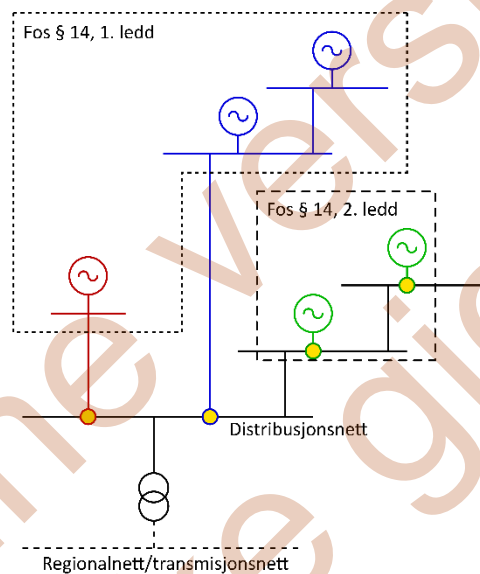 Fos § 14, 1. ledd
Fos § 14, 2. ledd
Distribusjonsnett
Regionalnett/transmisjonsnett